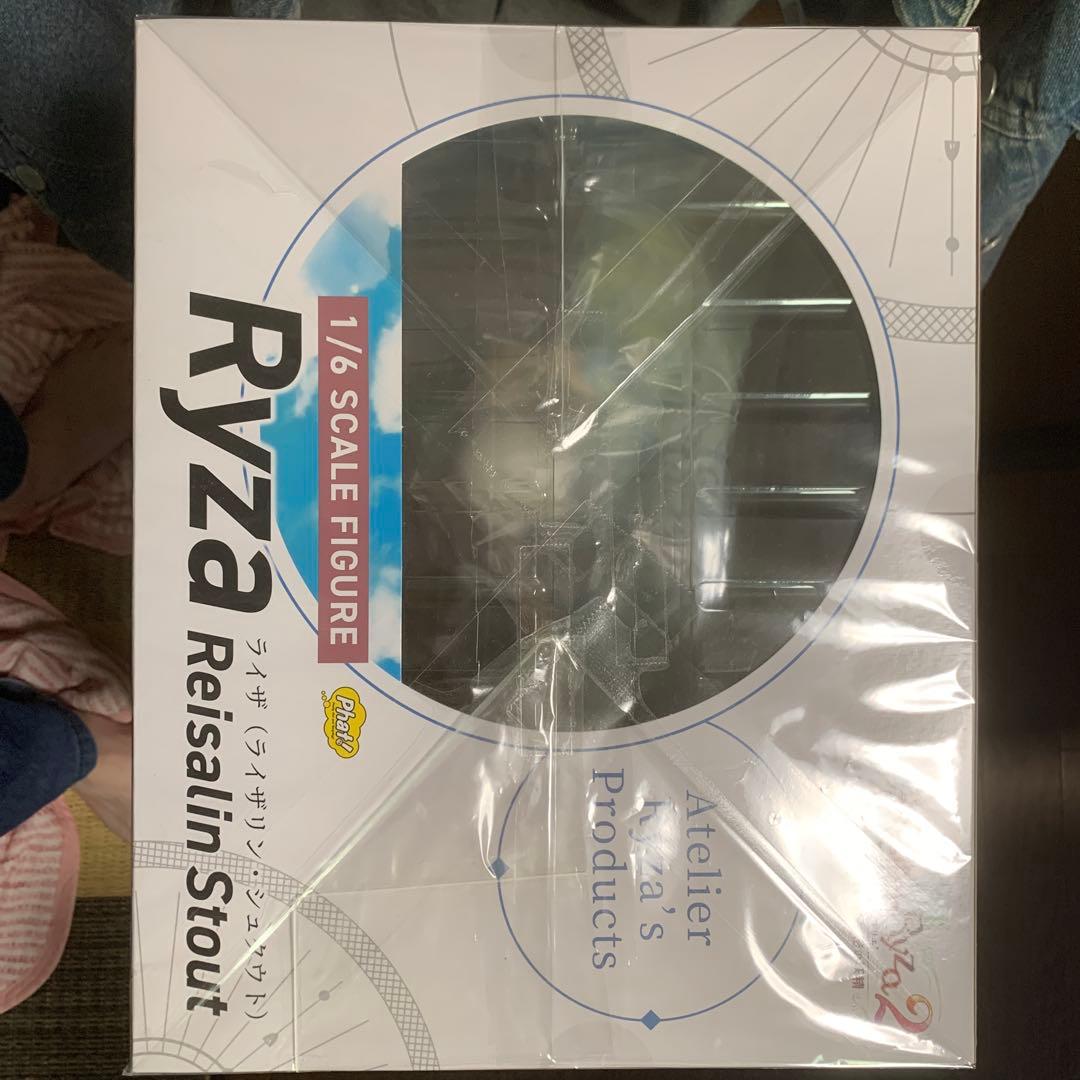 Ryza2
Atelier
Ryza's
Products
1/6 SCALE FIGURE
Phat!
ライザ（ライザリン・シュタウト）
Ryza Reisalin Stout